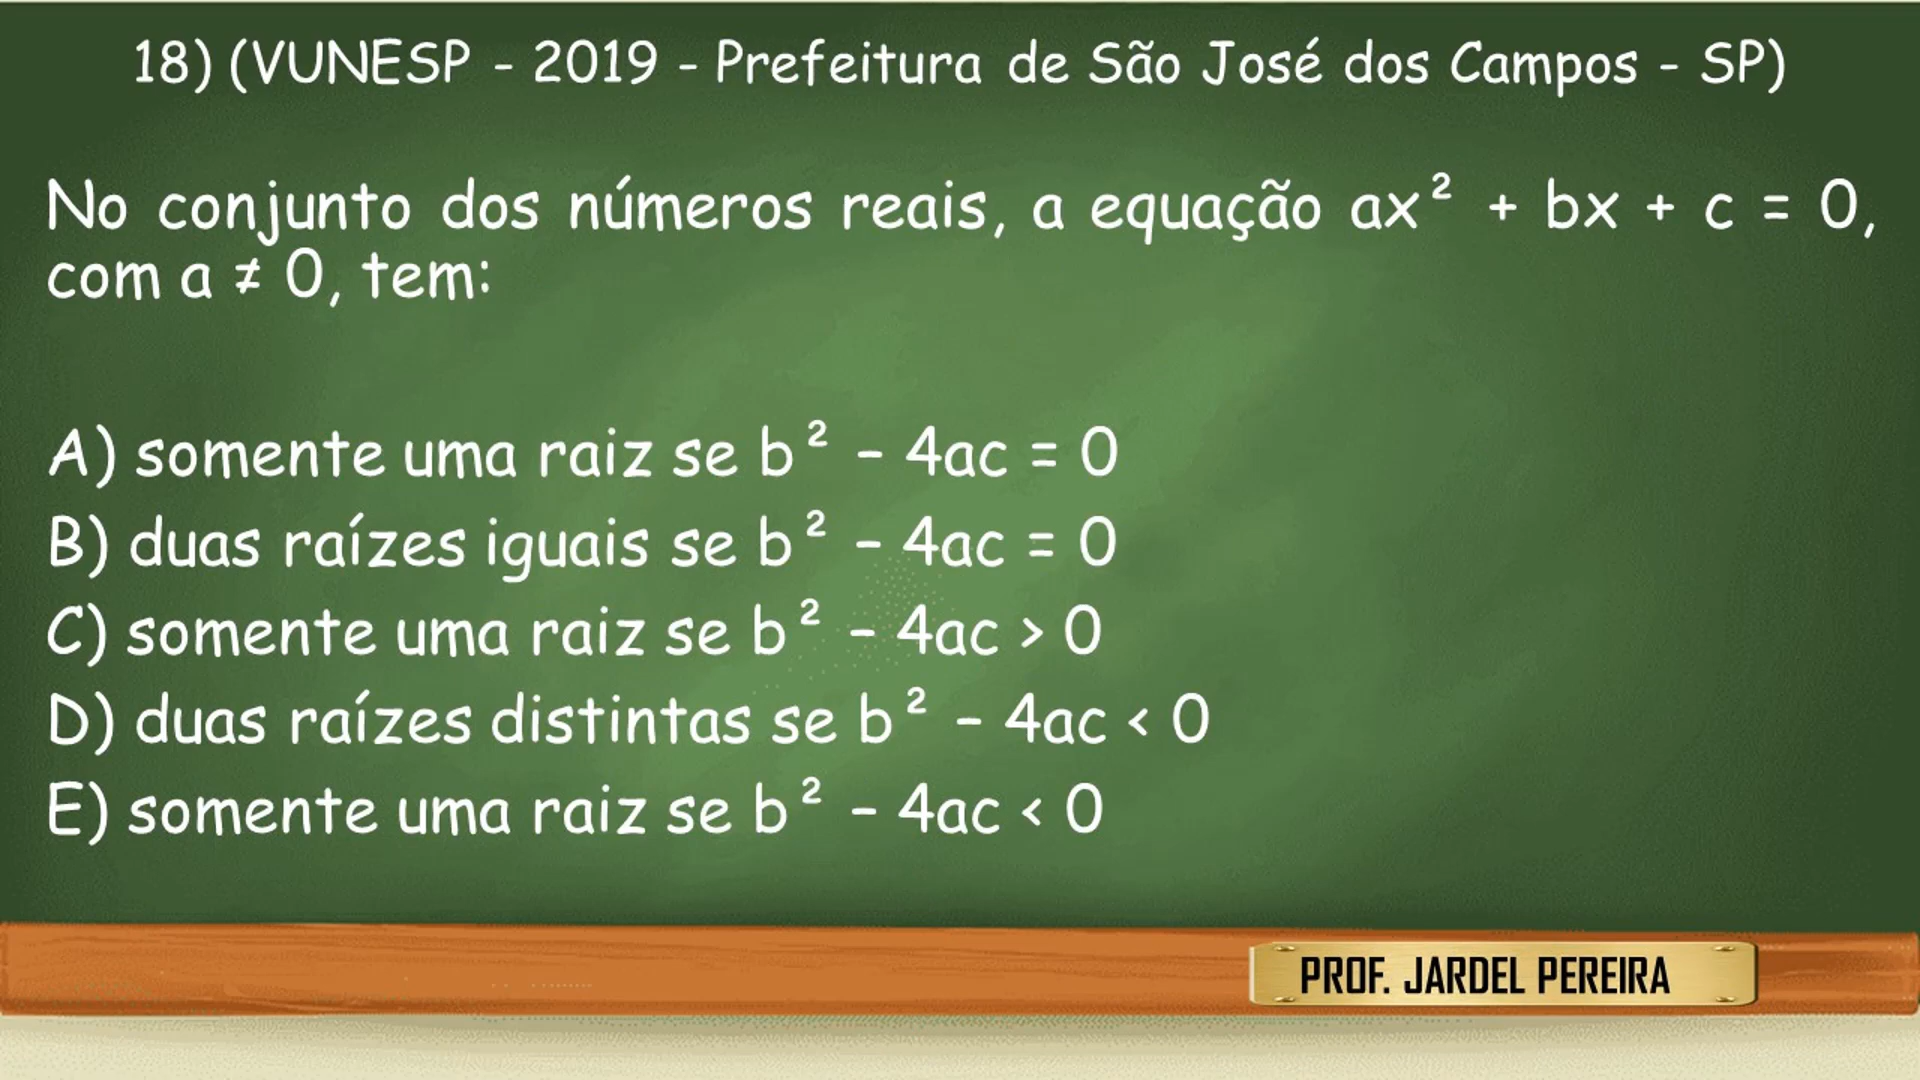 18) (VUNESP - 2019 - Prefeitura de São José dos Campos - SP)
No conjunto dos números reais, a equação ax² + bx + c = 0,
com a ≠ 0, tem:
A) somente uma raiz se b² – 4ac = 0
B) duas raízes iguais se b² – 4ac = 0
C) somente uma raiz se b² – 4ac > 0
D) duas raízes distintas se b² – 4ac < 0
E) somente uma raiz se b² – 4ac < 0
PROF. JARDEL PEREIRA